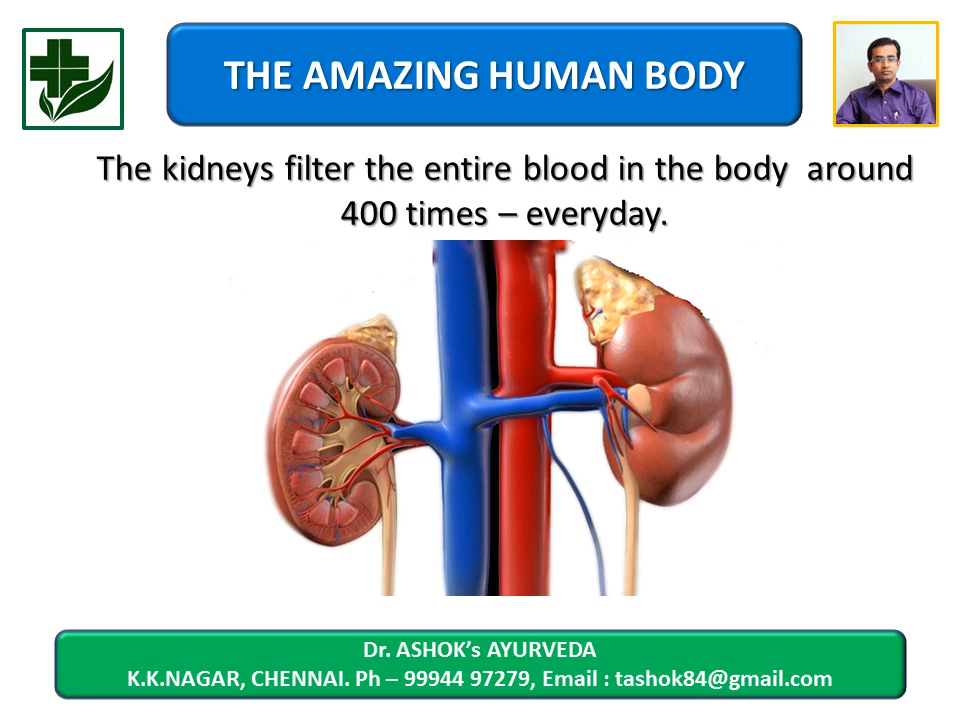 THE AMAZING HUMAN BODY
The kidneys filter the entire blood in the body around
400 times – everyday.
Dr. ASHOK’s AYURVEDA
K.K.NAGAR, CHENNAI. Ph – 99944 97279, Email : tashok84@gmail.com